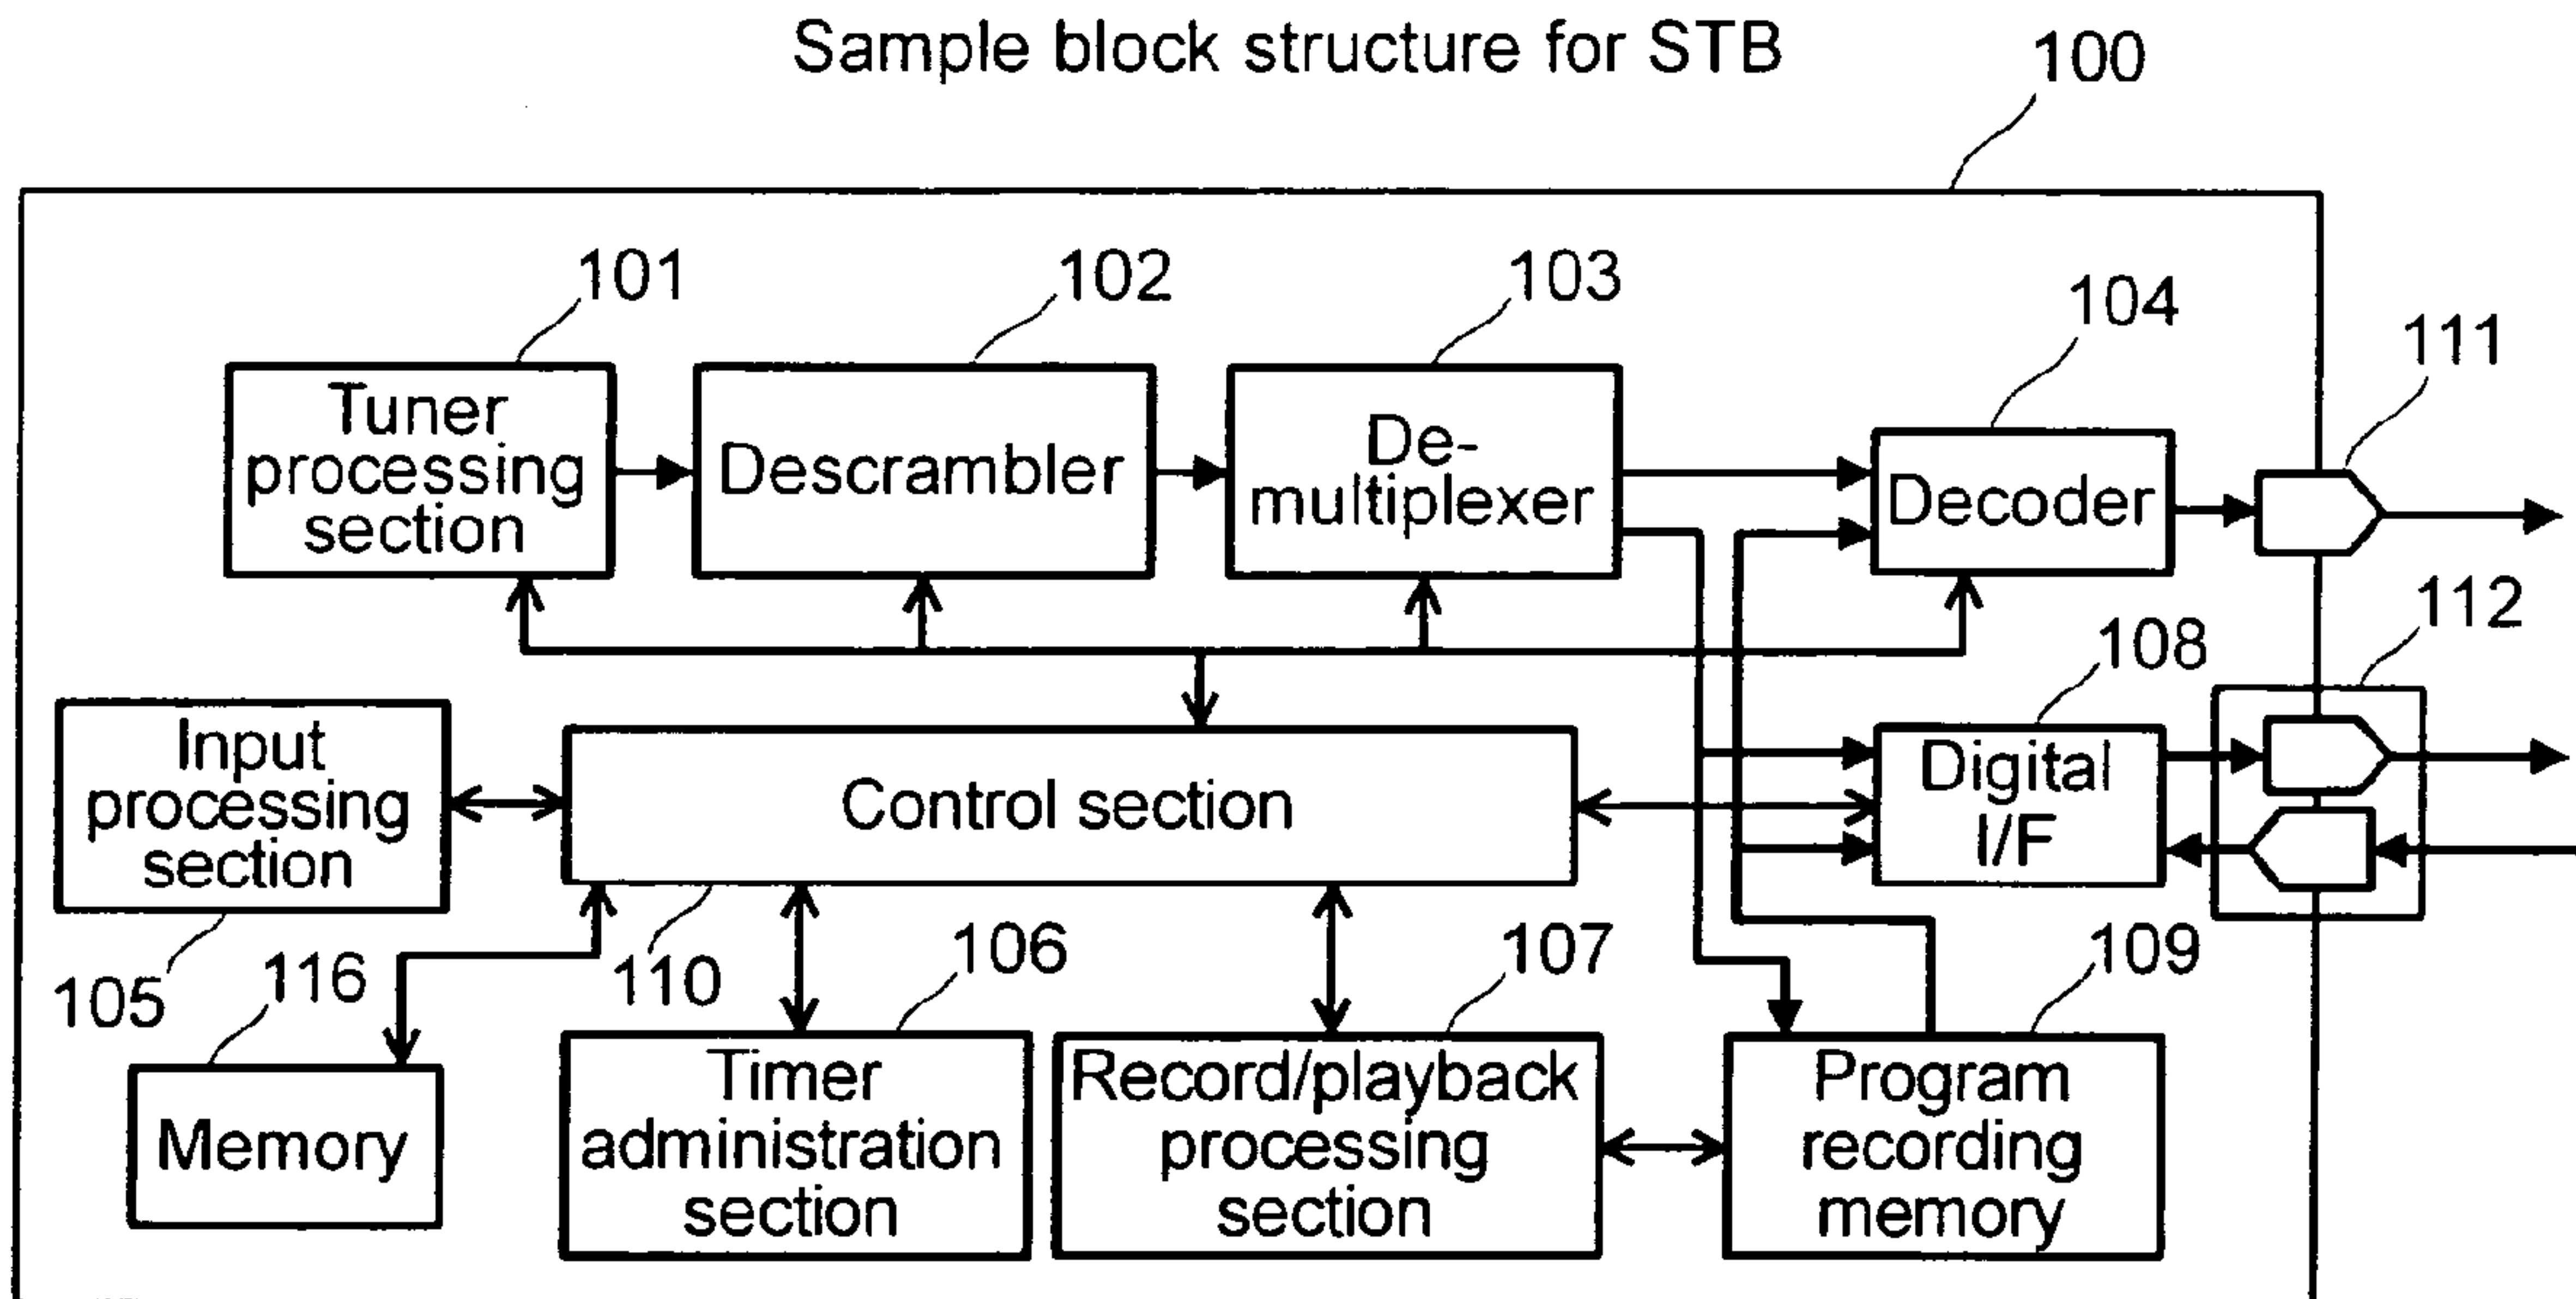 Sample block structure for STB
100
101
102
103
104
111
Tuner
processing
section
Descrambler
De-
multiplexer
Decoder
112
108
Input
processing
section
Control section
Digital
I/F
105
116
110
106
107
109
Memory
Timer
administration
section
Record/playback
processing
section
Program
recording
memory